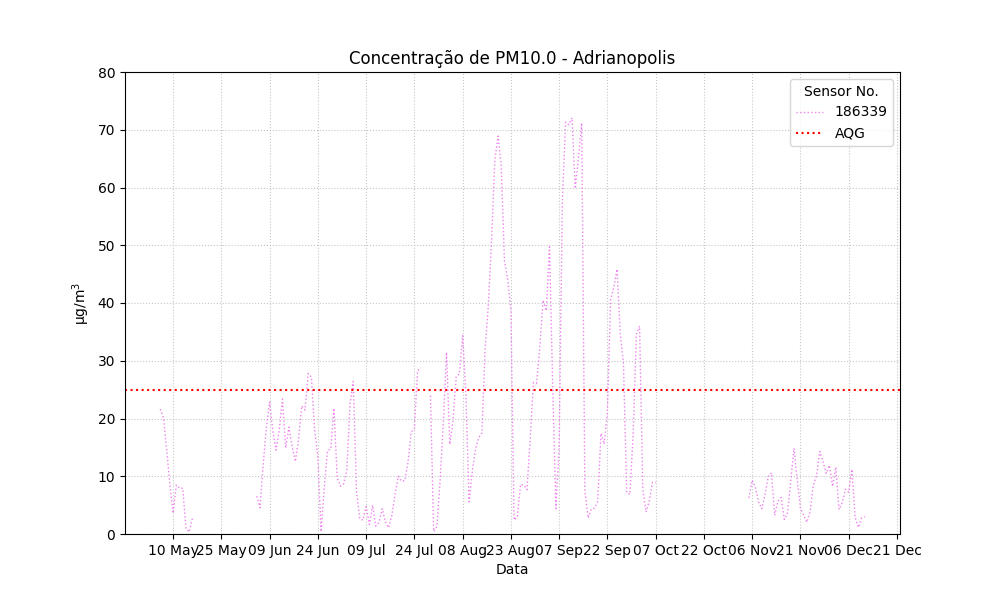 Concentração de PM10.0 - Adrianopolis
80
70
60
50
40
30
20
10
0
µg/m³
Sensor No.
186339
AQG
10 May 25 May 09 Jun 24 Jun 09 Jul 24 Jul 08 Aug 23 Aug 07 Sep 22 Sep 07 Oct 22 Oct 06 Nov 21 Nov 06 Dec 21 Dec
Data